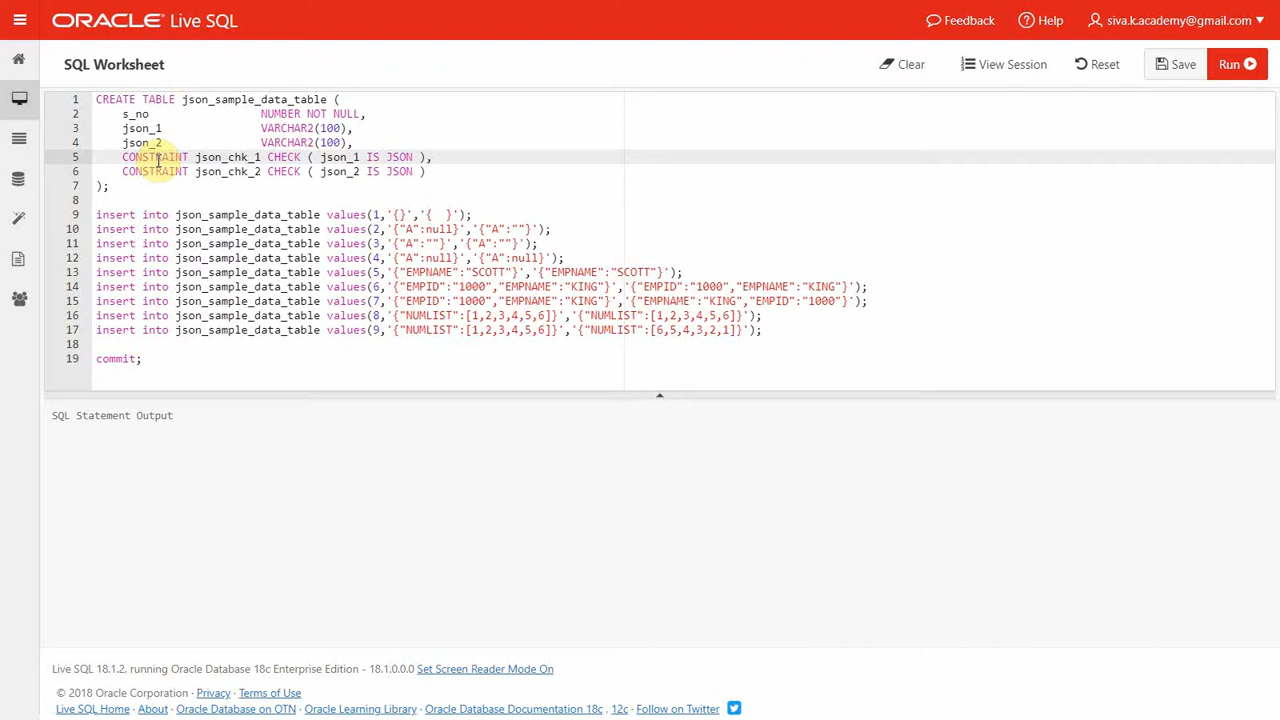 ORACLE Live SQL
Feedback
Help
siva.k.academy@gmail.com
SQL Worksheet
Clear
View Session
Reset
Save
Run
1 CREATE TABLE json_sample_data_table (
2 s_no NUMBER NOT NULL,
3 json_1 VARCHAR2(100),
4 json_2 VARCHAR2(100),
5 CONSTRAINT json_chk_1 CHECK ( json_1 IS JSON ),
6 CONSTRAINT json_chk_2 CHECK ( json_2 IS JSON )
7 );
8
9 insert into json_sample_data_table values(1,'{}','{  }');
10 insert into json_sample_data_table values(2,'{"A":null}','{"A":""}');
11 insert into json_sample_data_table values(3,'{"A":""}','{"A":""}');
12 insert into json_sample_data_table values(4,'{"A":null}','{"A":null}');
13 insert into json_sample_data_table values(5,'{"EMPNAME":"SCOTT"}','{"EMPNAME":"SCOTT"}');
14 insert into json_sample_data_table values(6,'{"EMPID":"1000","EMPNAME":"KING"}','{"EMPID":"1000","EMPNAME":"KING"}');
15 insert into json_sample_data_table values(7,'{"EMPID":"1000","EMPNAME":"KING"}','{"EMPNAME":"KING","EMPID":"1000"}');
16 insert into json_sample_data_table values(8,'{"NUMLIST":[1,2,3,4,5,6]}','{"NUMLIST":[1,2,3,4,5,6]}');
17 insert into json_sample_data_table values(9,'{"NUMLIST":[1,2,3,4,5,6]}','{"NUMLIST":[6,5,4,3,2,1]}');
18
19 commit;
SQL Statement Output
Live SQL 18.1.2, running Oracle Database 18c Enterprise Edition - 18.1.0.0.0 Set Screen Reader Mode On
© 2018 Oracle Corporation · Privacy · Terms of Use
Live SQL Home · About · Oracle Database on OTN · Oracle Learning Library · Oracle Database Documentation 18c , 12c · Follow on Twitter